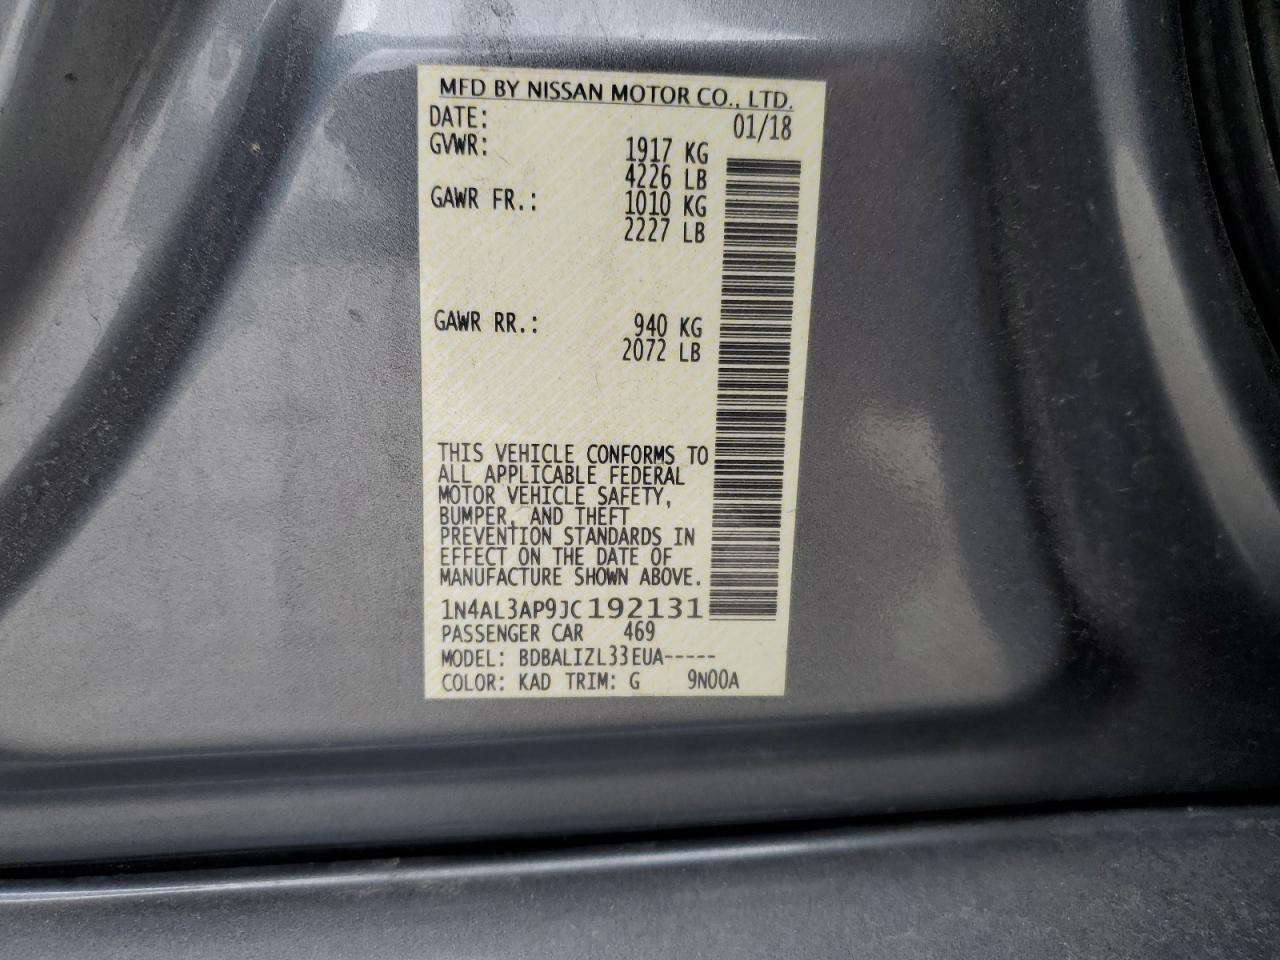 MFD BY NISSAN MOTOR CO., LTD.
DATE: 01/18
GVWR: 1917 KG
4226 LB
GAWR FR.: 1010 KG
2227 LB
GAWR RR.: 940 KG
2072 LB
THIS VEHICLE CONFORMS TO
ALL APPLICABLE FEDERAL
MOTOR VEHICLE SAFETY,
BUMPER, AND THEFT
PREVENTION STANDARDS IN
EFFECT ON THE DATE OF
MANUFACTURE SHOWN ABOVE.
1N4AL3AP9JC192131
PASSENGER CAR 469
MODEL: BDBALIZL33EUA-----
COLOR: KAD TRIM: G 9N00A